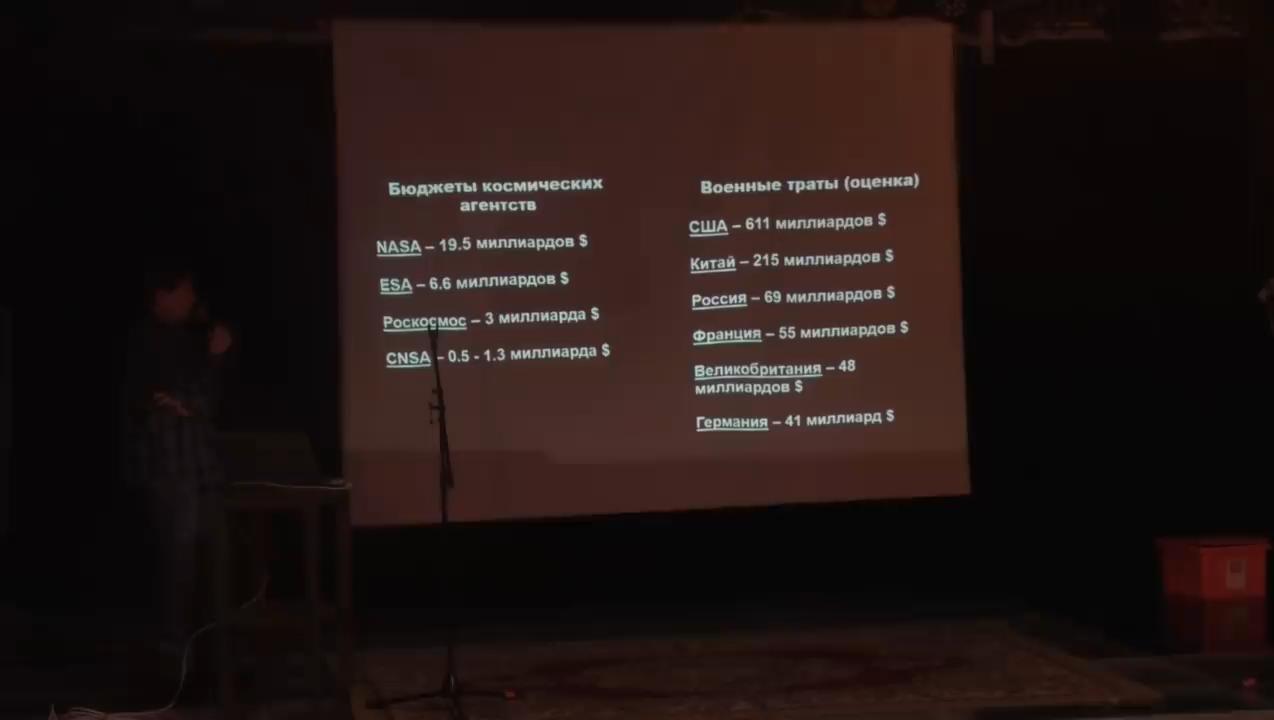 Бюджеты космических
агентств
NASA – 19.5 миллиардов $
ESA – 6.6 миллиардов $
Роскосмос – 3 миллиарда $
CNSA – 0.5 - 1.3 миллиарда $
Военные траты (оценка)
США – 611 миллиардов $
Китай – 215 миллиардов $
Россия – 69 миллиардов $
Франция – 55 миллиардов $
Великобритания – 48
миллиардов $
Германия – 41 миллиард $